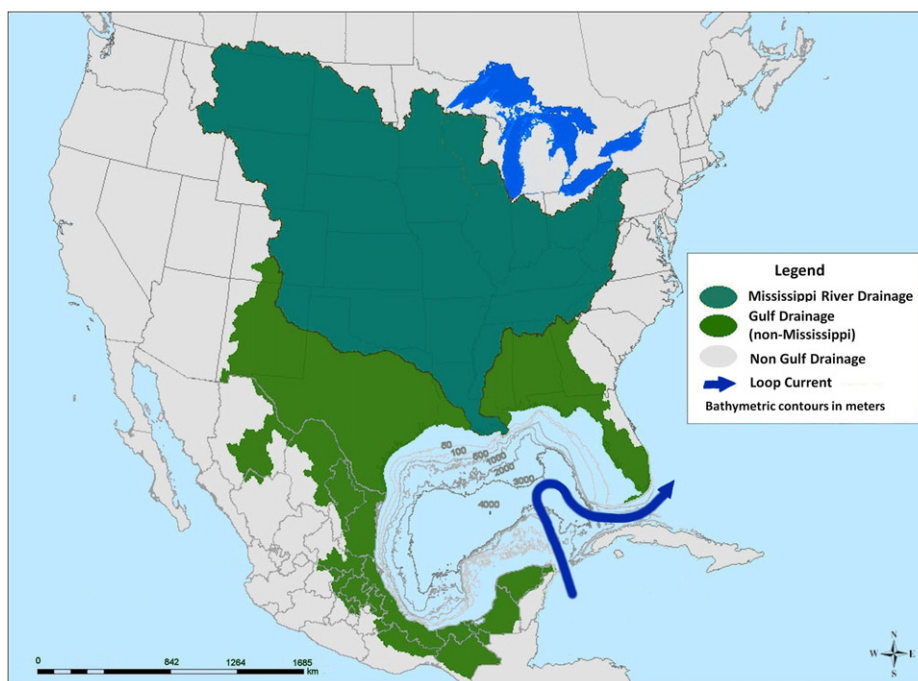 Legend
Mississippi River Drainage
Gulf Drainage
(non-Mississippi)
Non Gulf Drainage
Loop Current
Bathymetric contours in meters
50
100
500
1000
2000
3000
4000
0 842 1264 1685
km
N
W E
S